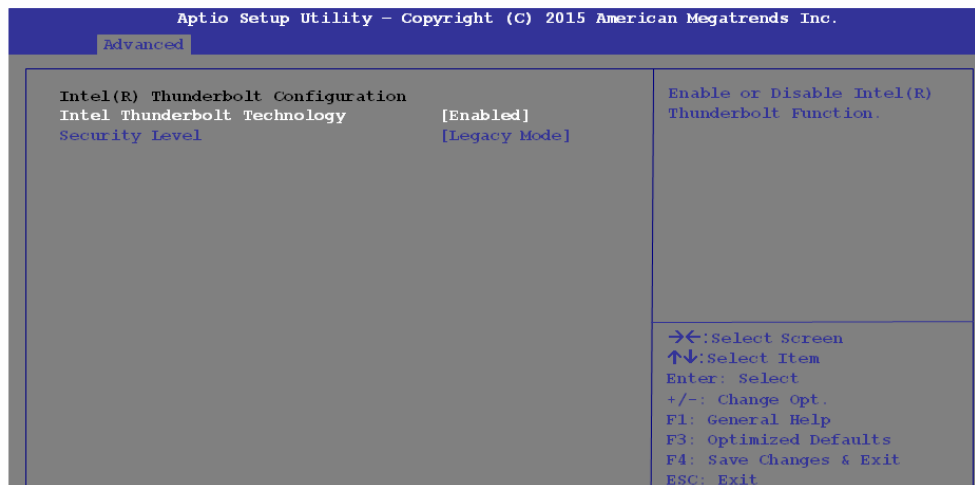 Aptio Setup Utility – Copyright (C) 2015 American Megatrends Inc.
Advanced
Intel(R) Thunderbolt Configuration
Intel Thunderbolt Technology [Enabled]
Security Level [Legacy Mode]
Enable or Disable Intel(R)
Thunderbolt Function.
→←:Select Screen
↑↓:Select Item
Enter: Select
+/-: Change Opt.
F1: General Help
F3: Optimized Defaults
F4: Save Changes & Exit
ESC: Exit